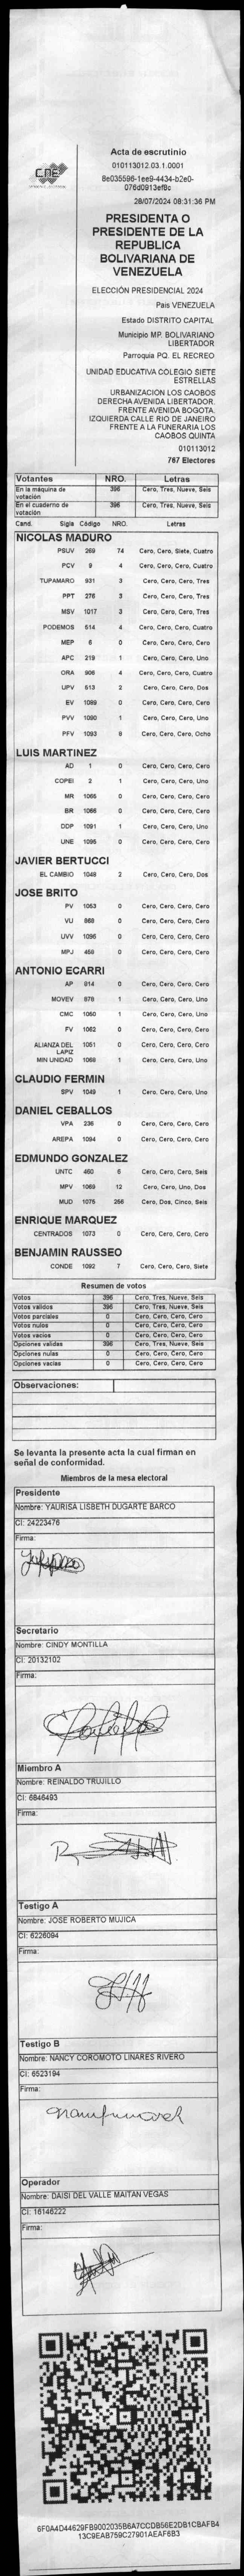 CNE
Acta de escrutinio
010113012.03.1.0001
8e035596-1ee9-4434-b2e0-
076d0913ef8c
28/07/2024 08:31:36 PM
PRESIDENTA O
PRESIDENTE DE LA
REPUBLICA
BOLIVARIANA DE
VENEZUELA
ELECCIÓN PRESIDENCIAL 2024
Pais VENEZUELA
Estado DISTRITO CAPITAL
Municipio MP. BOLIVARIANO
LIBERTADOR
Parroquia PQ. EL RECREO
UNIDAD EDUCATIVA COLEGIO SIETE
ESTRELLAS
URBANIZACION LOS CAOBOS
DERECHA AVENIDA LIBERTADOR.
FRENTE AVENIDA BOGOTA.
IZQUIERDA CALLE RIO DE JANEIRO
FRENTE A LA FUNERARIA LOS
CAOBOS QUINTA
010113012
767 Electores
Votantes NRO. Letras
En la máquina de votación 396 Cero, Tres, Nueve, Seis
En el cuaderno de votación 396 Cero, Tres, Nueve, Seis
Cand. Sigla Código NRO. Letras
NICOLAS MADURO
PSUV 269 74 Cero, Cero, Siete, Cuatro
PCV 9 4 Cero, Cero, Cero, Cuatro
TUPAMARO 931 3 Cero, Cero, Cero, Tres
PPT 276 3 Cero, Cero, Cero, Tres
MSV 1017 3 Cero, Cero, Cero, Tres
PODEMOS 514 4 Cero, Cero, Cero, Cuatro
MEP 6 0 Cero, Cero, Cero, Cero
APC 219 1 Cero, Cero, Cero, Uno
ORA 906 4 Cero, Cero, Cero, Cuatro
UPV 513 2 Cero, Cero, Cero, Dos
EV 1089 0 Cero, Cero, Cero, Cero
PVV 1090 1 Cero, Cero, Cero, Uno
PFV 1093 8 Cero, Cero, Cero, Ocho
LUIS MARTINEZ
AD 1 0 Cero, Cero, Cero, Cero
COPEI 2 1 Cero, Cero, Cero, Uno
MR 1065 0 Cero, Cero, Cero, Cero
BR 1066 0 Cero, Cero, Cero, Cero
DDP 1091 1 Cero, Cero, Cero, Uno
UNE 1095 0 Cero, Cero, Cero, Cero
JAVIER BERTUCCI
EL CAMBIO 1048 2 Cero, Cero, Cero, Dos
JOSE BRITO
PV 1053 0 Cero, Cero, Cero, Cero
VU 868 0 Cero, Cero, Cero, Cero
UVV 1096 0 Cero, Cero, Cero, Cero
MPJ 458 0 Cero, Cero, Cero, Cero
ANTONIO ECARRI
AP 914 0 Cero, Cero, Cero, Cero
MOVEV 878 1 Cero, Cero, Cero, Uno
CMC 1050 1 Cero, Cero, Cero, Uno
FV 1062 0 Cero, Cero, Cero, Cero
ALIANZA DEL LAPIZ 1051 0 Cero, Cero, Cero, Cero
MIN UNIDAD 1068 1 Cero, Cero, Cero, Uno
CLAUDIO FERMIN
SPV 1049 1 Cero, Cero, Cero, Uno
DANIEL CEBALLOS
VPA 236 0 Cero, Cero, Cero, Cero
AREPA 1094 0 Cero, Cero, Cero, Cero
EDMUNDO GONZALEZ
UNTC 460 6 Cero, Cero, Cero, Seis
MPV 1069 12 Cero, Cero, Uno, Dos
MUD 1075 256 Cero, Dos, Cinco, Seis
ENRIQUE MARQUEZ
CENTRADOS 1073 0 Cero, Cero, Cero, Cero
BENJAMIN RAUSSEO
CONDE 1092 7 Cero, Cero, Cero, Siete
Resumen de votos
Votos 396 Cero, Tres, Nueve, Seis
Votos validos 396 Cero, Tres, Nueve, Seis
Votos parciales 0 Cero, Cero, Cero, Cero
Votos nulos 0 Cero, Cero, Cero, Cero
Votos vacios 0 Cero, Cero, Cero, Cero
Opciones validas 396 Cero, Tres, Nueve, Seis
Opciones nulas 0 Cero, Cero, Cero, Cero
Opciones vacias 0 Cero, Cero, Cero, Cero
Observaciones:
Se levanta la presente acta la cual firman en
señal de conformidad.
Miembros de la mesa electoral
Presidente
Nombre: YAURISA LISBETH DUGARTE BARCO
CI: 24223476
Firma:
Secretario
Nombre: CINDY MONTILLA
CI: 20132102
Firma:
Miembro A
Nombre: REINALDO TRUJILLO
CI: 6846493
Firma:
Testigo A
Nombre: JOSE ROBERTO MUJICA
CI: 6226094
Firma:
Testigo B
Nombre: NANCY COROMOTO LINARES RIVERO
CI: 6523194
Firma:
Operador
Nombre: DAISI DEL VALLE MAITAN VEGAS
CI: 16146222
Firma:
6F0A4D44629FB9002035B6A7CCDB56E2DB1CBAFB4
13C9EAB759C27901AEAF6B3